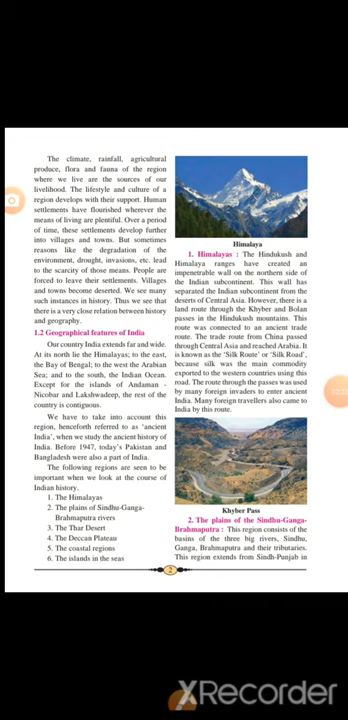 The climate, rainfall, agricultural
produce, flora and fauna of the region
where we live are the sources of our
livelihood. The lifestyle and culture of a
region develops with their support. Human
settlements have flourished wherever the
means of living are plentiful. Over a period
of time, these settlements develop further
into villages and towns. But sometimes
reasons like the degradation of the
environment, drought, invasions, etc. lead
to the scarcity of those means. People are
forced to leave their settlements. Villages
and towns become deserted. We see many
such instances in history. Thus we see that
there is a very close relation between history
and geography.
1.2 Geographical features of India
Our country India extends far and wide.
At its north lie the Himalayas; to the east,
the Bay of Bengal; to the west the Arabian
Sea; and to the south, the Indian Ocean.
Except for the islands of Andaman -
Nicobar and Lakshwadeep, the rest of the
country is contiguous.
We have to take into account this
region, henceforth referred to as ‘ancient
India’, when we study the ancient history of
India. Before 1947, today’s Pakistan and
Bangladesh were also a part of India.
The following regions are seen to be
important when we look at the course of
Indian history.
1. The Himalayas
2. The plains of Sindhu-Ganga-
Brahmaputra rivers
3. The Thar Desert
4. The Deccan Plateau
5. The coastal regions
6. The islands in the seas
Himalaya
1. Himalayas : The Hindukush and
Himalaya ranges have created an
impenetrable wall on the northern side of
the Indian subcontinent. This wall has
separated the Indian subcontinent from the
deserts of Central Asia. However, there is a
land route through the Khyber and Bolan
passes in the Hindukush mountains. This
route was connected to an ancient trade
route. The trade route from China passed
through Central Asia and reached Arabia. It
is known as the ‘Silk Route’ or ‘Silk Road’,
because silk was the main commodity
exported to the western countries using this
road. The route through the passes was used
by many foreign invaders to enter ancient
India. Many foreign travellers also came to
India by this route.
Khyber Pass
2. The plains of the Sindhu-Ganga-
Brahmaputra : This region consists of the
basins of the three big rivers, Sindhu,
Ganga, Brahmaputra and their tributaries.
This region extends from Sindh-Punjab in
2
XRecorder